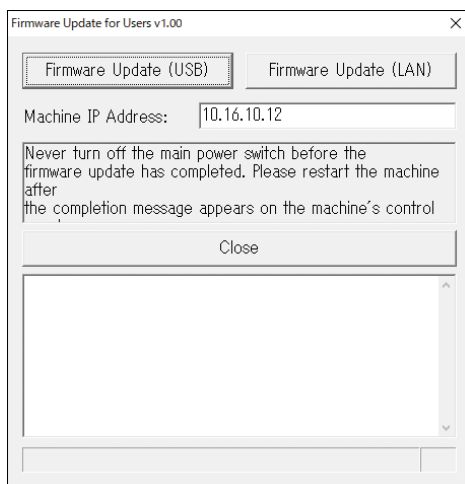 Firmware Update for Users v1.00
Firmware Update (USB)
Firmware Update (LAN)
Machine IP Address:
10.16.10.12
Never turn off the main power switch before the
firmware update has completed. Please restart the machine
after
the completion message appears on the machine's control
Close